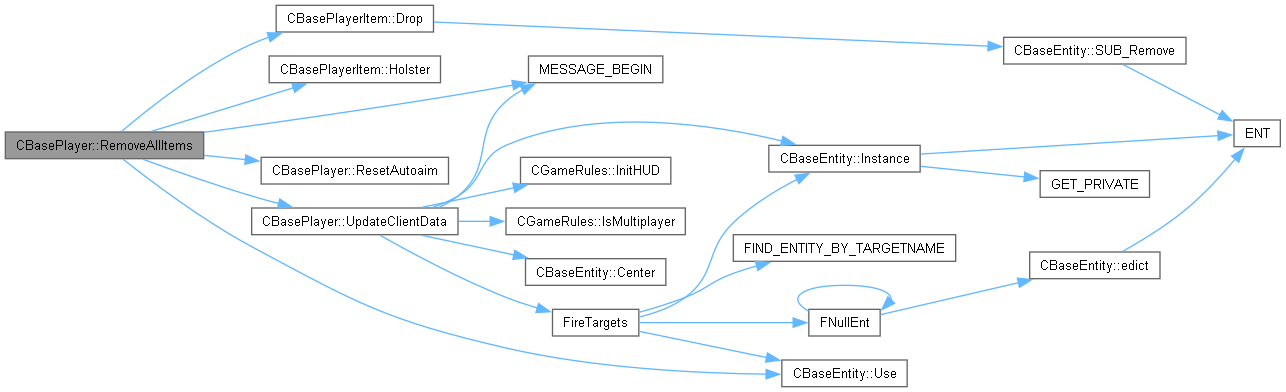 CBasePlayerItem::Drop
CBaseEntity::SUB_Remove
CBasePlayerItem::Holster
MESSAGE_BEGIN
ENT
CBasePlayer::RemoveAllItems
CBaseEntity::Instance
CBasePlayer::ResetAutoaim
CGameRules::InitHUD
GET_PRIVATE
CBasePlayer::UpdateClientData
CGameRules::IsMultiplayer
FIND_ENTITY_BY_TARGETNAME
CBaseEntity::Center
CBaseEntity::edict
FireTargets
FNullEnt
CBaseEntity::Use